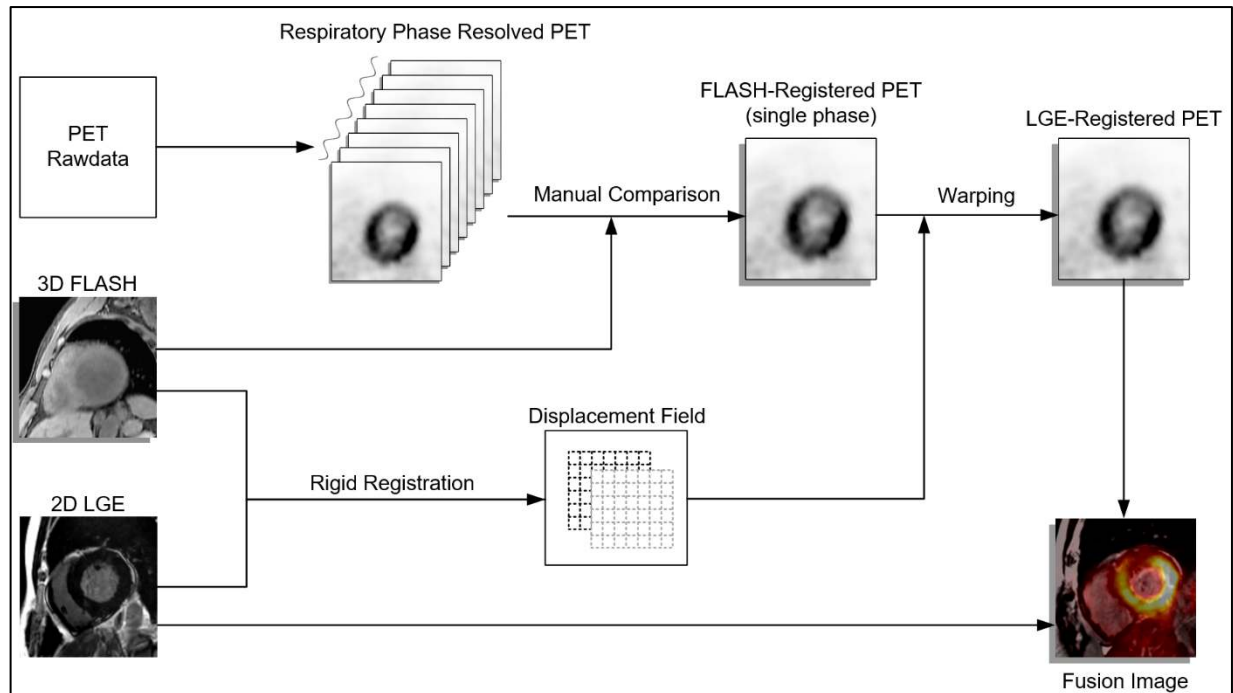 Respiratory Phase Resolved PET
PET
Rawdata
FLASH-Registered PET
(single phase)
LGE-Registered PET
Manual Comparison
Warping
3D FLASH
Displacement Field
Rigid Registration
2D LGE
Fusion Image